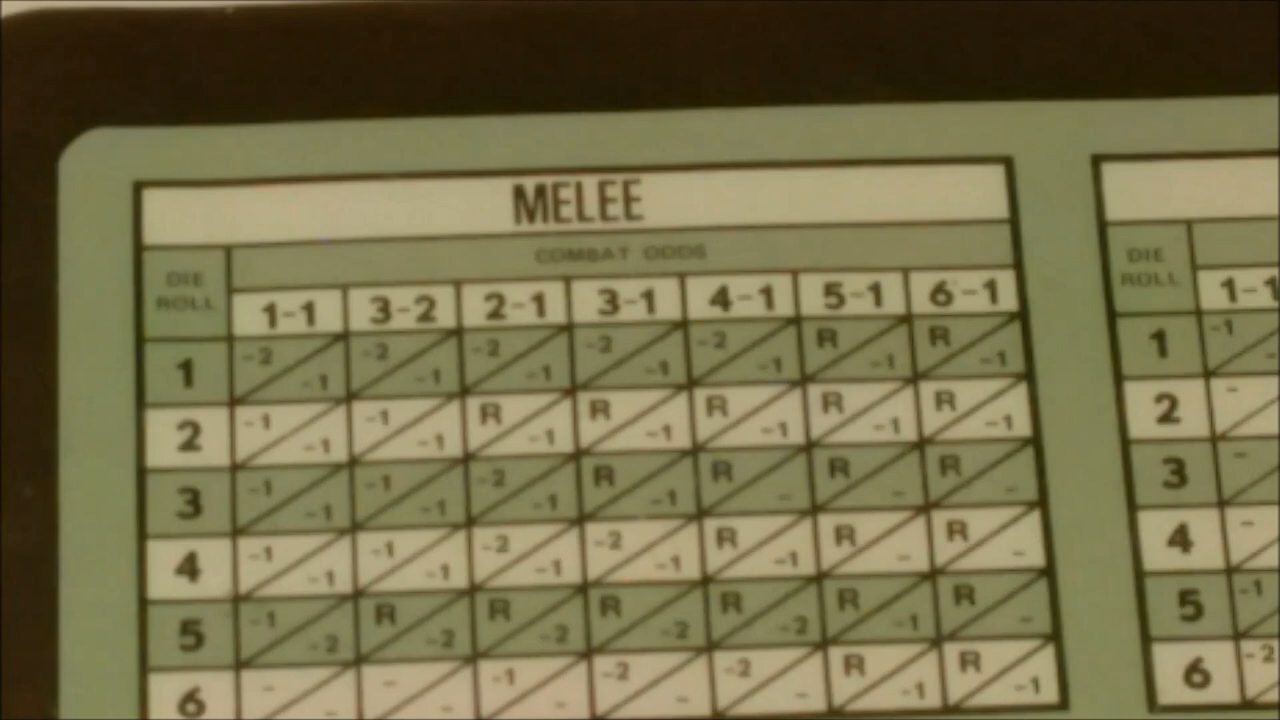 MELEE
COMBAT ODDS
DIE ROLL 1-1 3-2 2-1 3-1 4-1 5-1 6-1
1 -2/-1 -2/-1 -2/-1 -2/-1 -2/-1 R/-1 R/-1
2 -1/-1 -1/-1 R/-1 R/-1 R/-1 R/-1 R/-1
3 -1/-1 -1/-1 -2/-1 R/-1 R/- R/- R/-
4 -1/-1 -1/-1 -2/-1 -2/-1 R/-1 R/- R/-
5 -1/-2 R/-2 R/-2 R/-2 R/-2 R/-1 R/-
6 -/- -/- -1/- -2/- -2/- R/-1 R/-1
DIE ROLL 1-1
1 -1
2 -
3 -
4 -
5 -1
6 -2